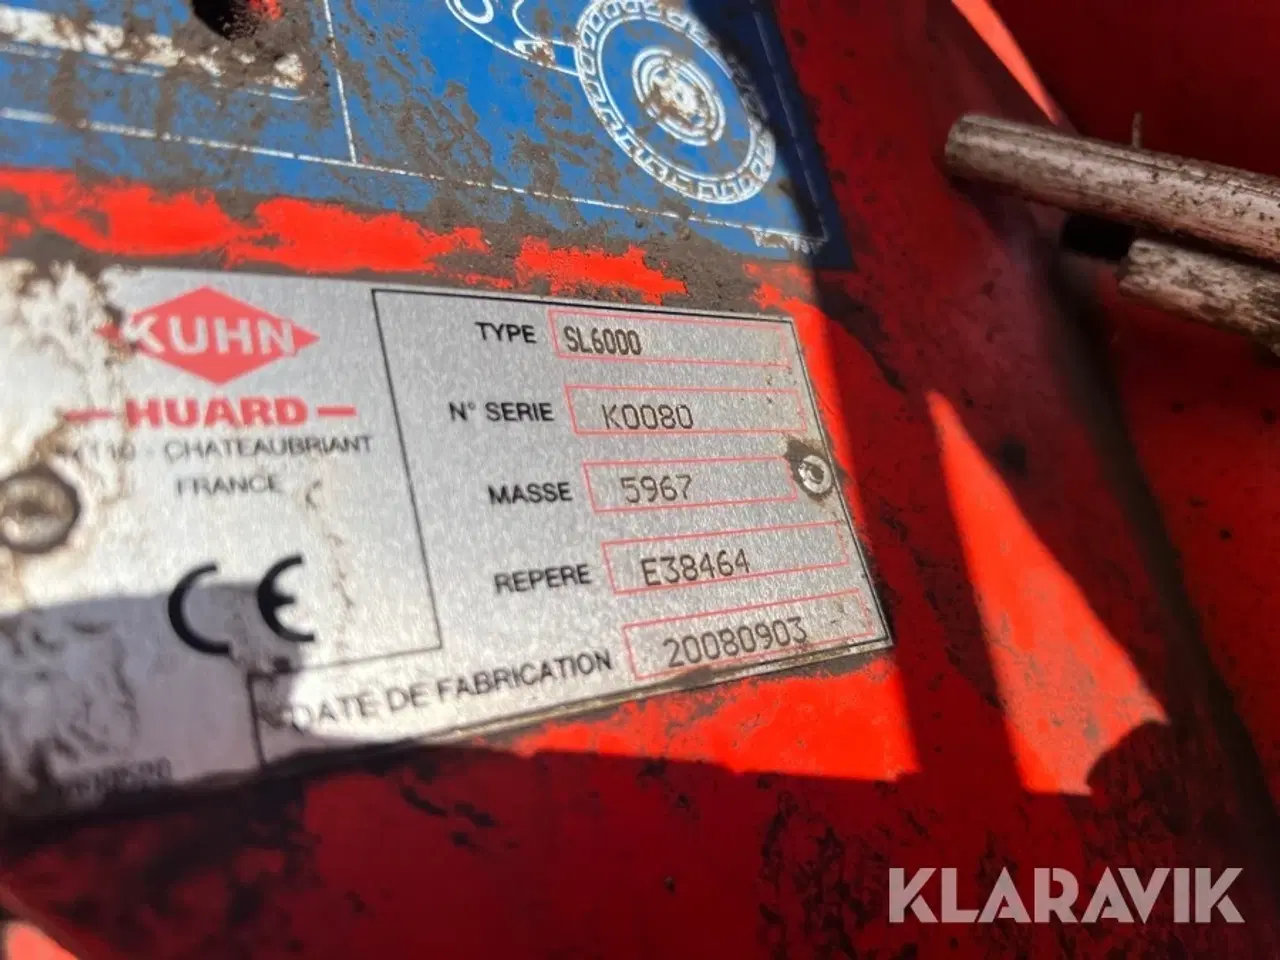 KUHN
HUARD
CHATEAUBRIANT
FRANCE
CE
TYPE SL6000
N° SERIE K0080
MASSE 5967
REPERE E38464
DATE DE FABRICATION 20080903
KLARAVIK